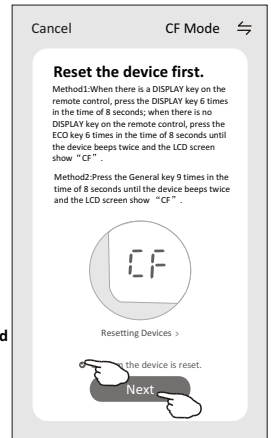 Cancel CF Mode
Reset the device first.
Method1:When there is a DISPLAY key on the
remote control, press the DISPLAY key 6 times
in the time of 8 seconds; when there is no
DISPLAY key on the remote control, press the
ECO key 6 times in the time of 8 seconds until
the device beeps twice and the LCD screen
show “CF”.
Method2:Press the General key 9 times in the
time of 8 seconds until the device beeps twice
and the LCD screen show “CF”.
CF
Resetting Devices >
d
the device is reset.
Next